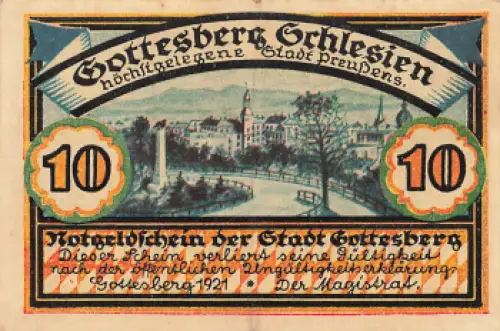 Gottesberg Schlesien
höchstgelegene Stadt Preußens.
10 10
Notgeldschein der Stadt Gottesberg
Dieser Schein verliert seine Gültigkeit
nach der öffentlichen Ungültigkeitserklärung.
Gottesberg 1921 • Der Magistrat.